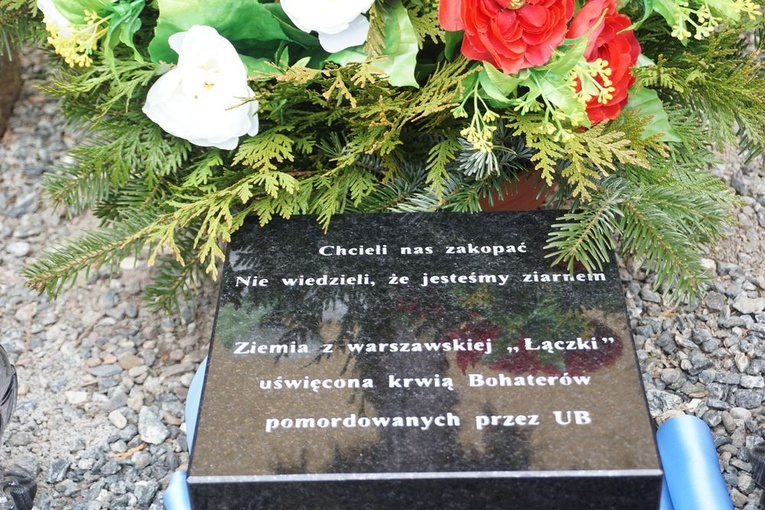 Chcieli nas zakopać
Nie wiedzieli, że jesteśmy ziarnem
Ziemia z warszawskiej „Łączki”
uświęcona krwią Bohaterów
pomordowanych przez UB